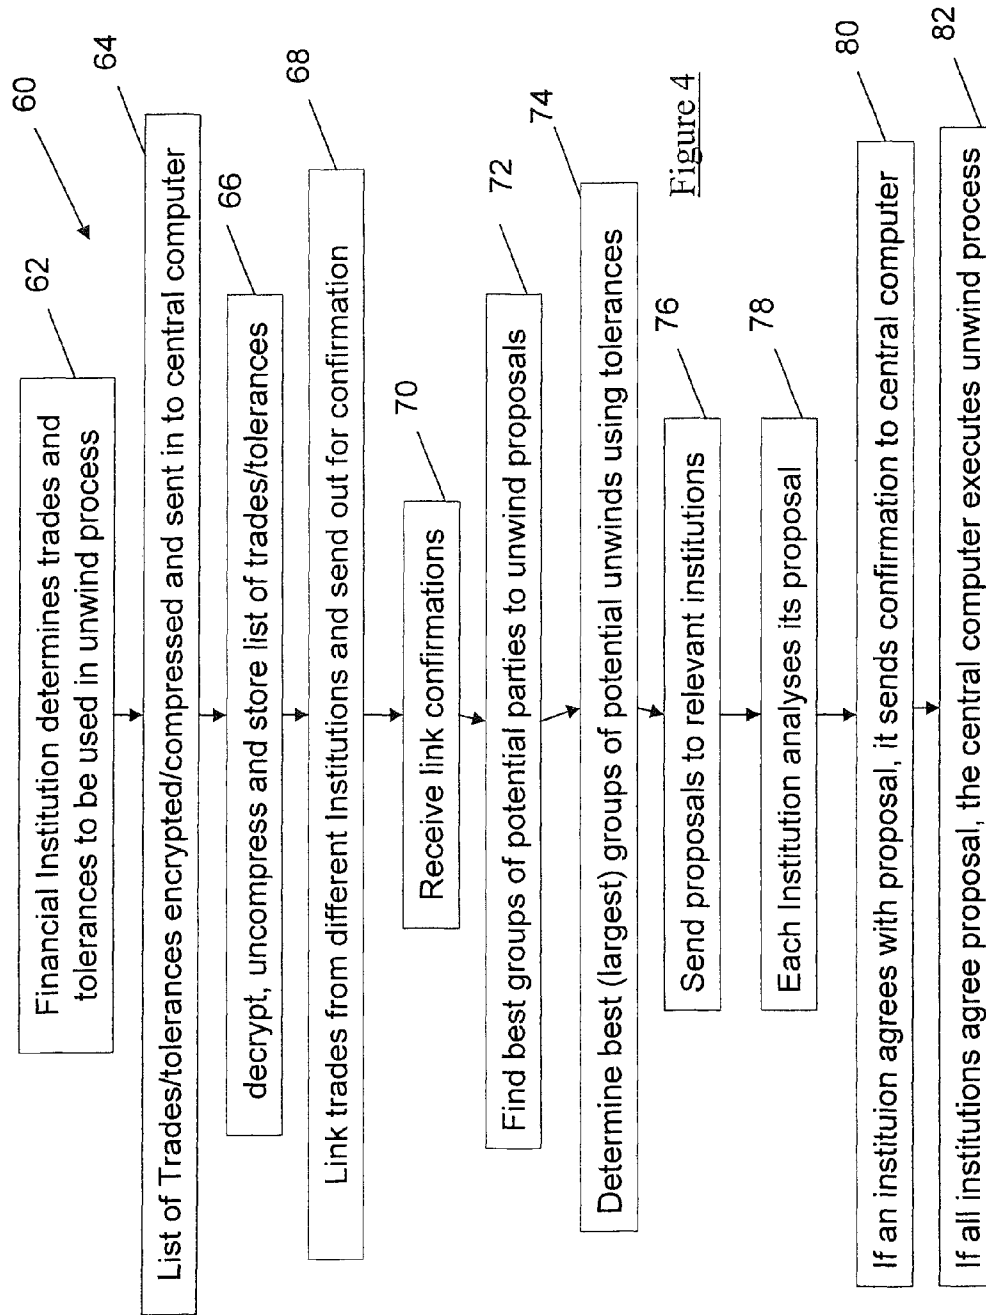 60
62
Financial Institution determines trades and
tolerances to be used in unwind process
64
List of Trades/tolerances encrypted/compressed and sent in to central computer
66
decrypt, uncompress and store list of trades/tolerances
68
Link trades from different Institutions and send out for confirmation
70
Receive link confirmations
72
Find best groups of potential parties to unwind proposals
74
Determine best (largest) groups of potential unwinds using tolerances
76
Send proposals to relevant institutions
78
Each Institution analyses its proposal
80
If an instituion agrees with proposal, it sends confirmation to central computer
82
If all institutions agree proposal, the central computer executes unwind process
Figure 4